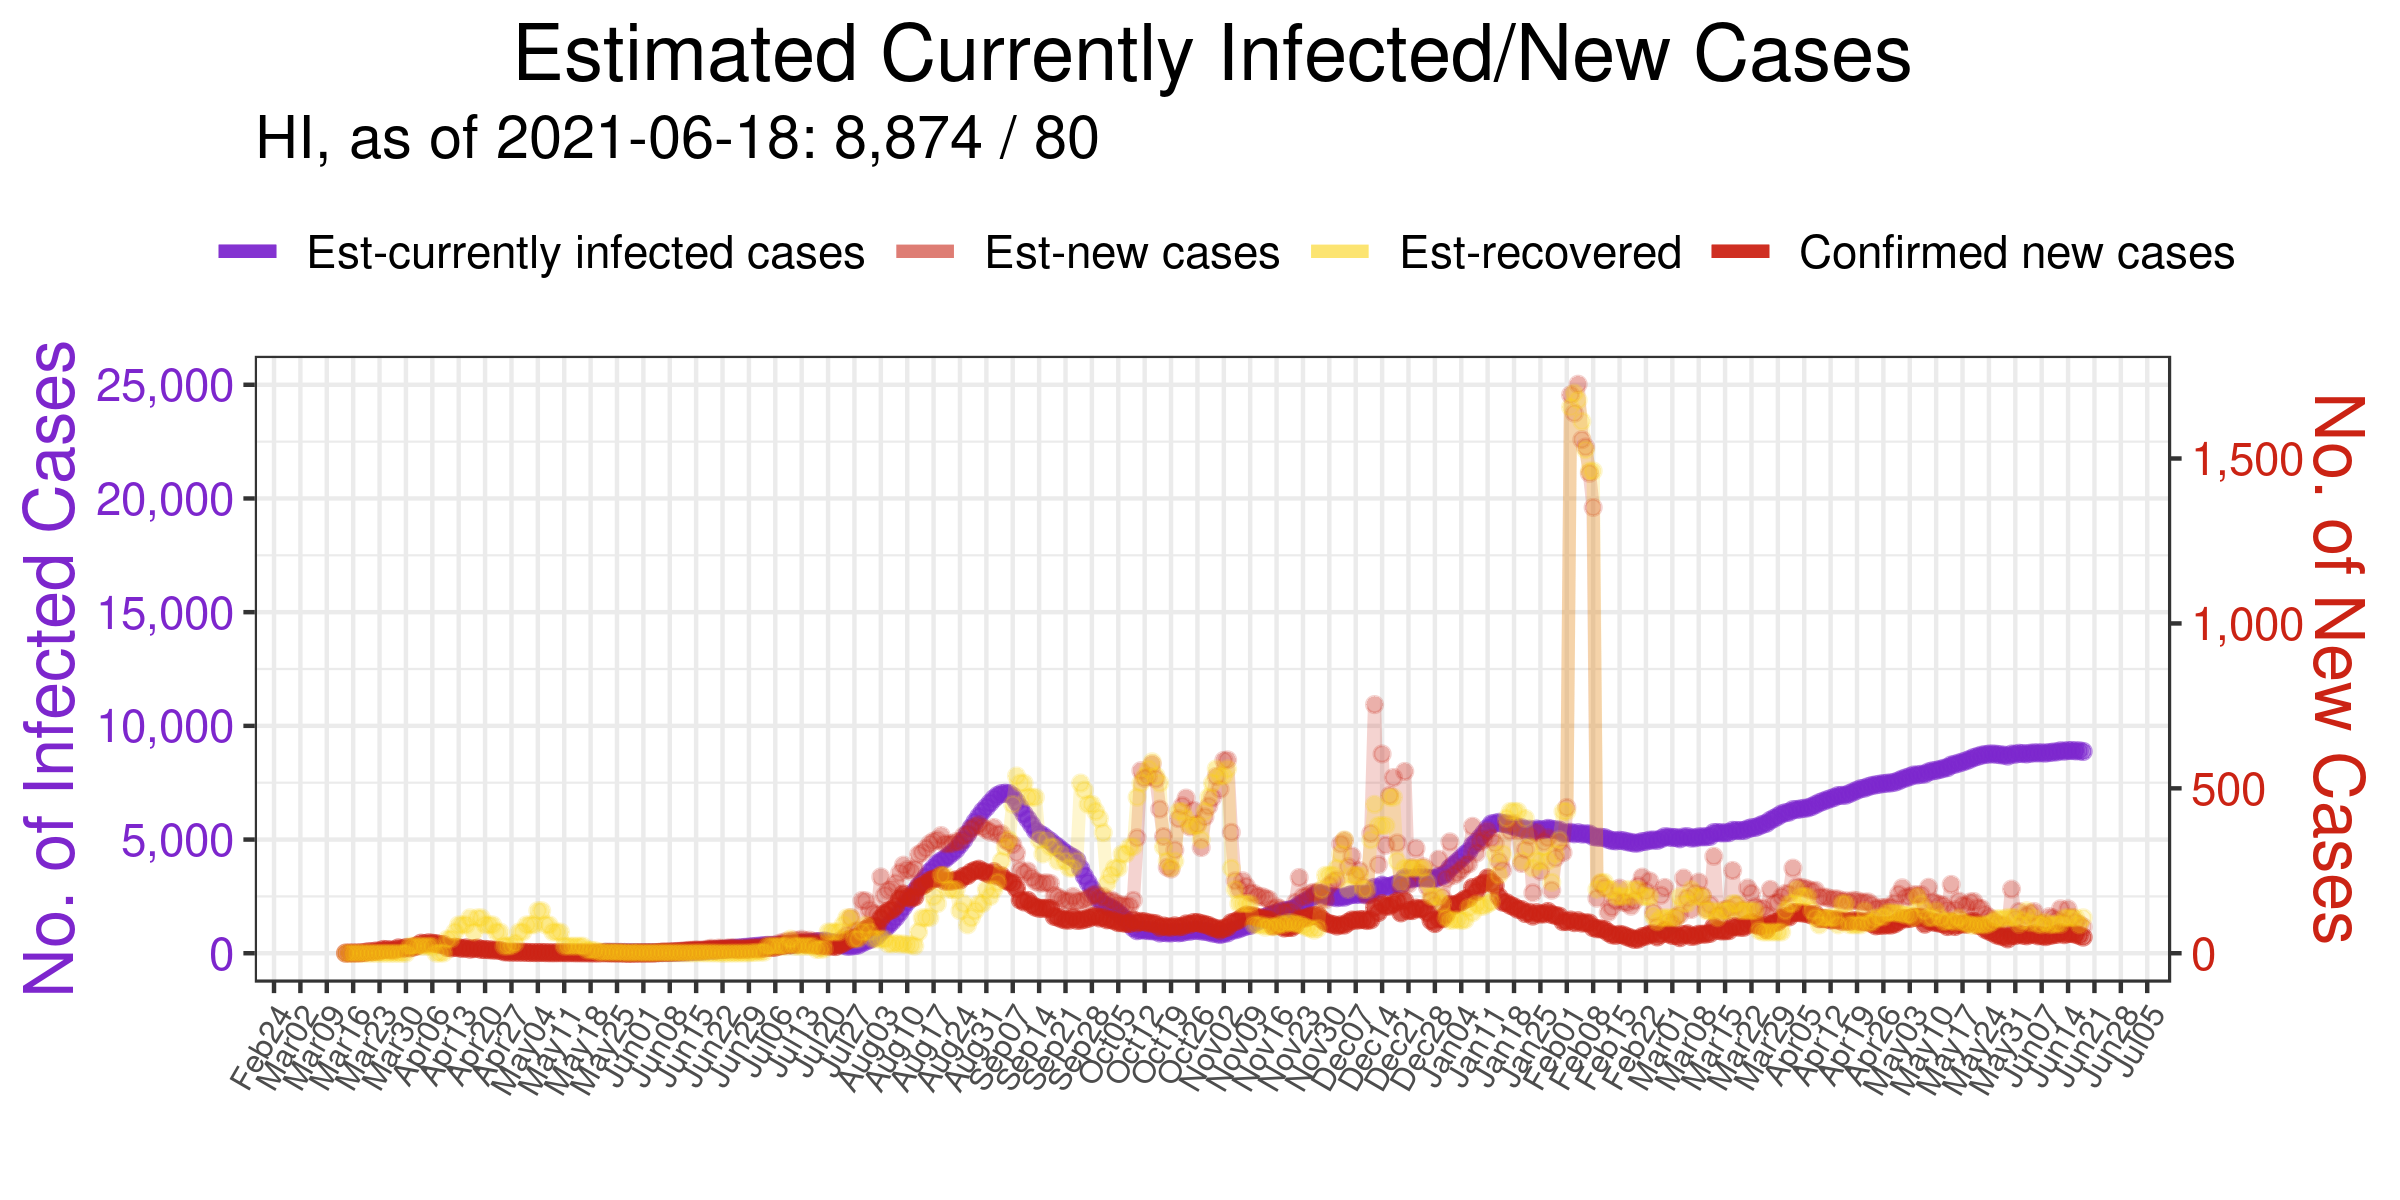 Estimated Currently Infected/New Cases
HI, as of 2021-06-18: 8,874 / 80
Est-currently infected cases Est-new cases Est-recovered Confirmed new cases
No. of Infected Cases
25,000
20,000
15,000
10,000
5,000
0
1,500
1,000
500
0
No. of New Cases
Feb24 Mar02 Mar09 Mar16 Mar23 Mar30 Apr06 Apr13 Apr20 Apr27 May04 May11 May18 May25 Jun01 Jun08 Jun15 Jun22 Jun29 Jul06 Jul13 Jul20 Jul27 Aug03 Aug10 Aug17 Aug24 Aug31 Sep07 Sep14 Sep21 Sep28 Oct05 Oct12 Oct19 Oct26 Nov02 Nov09 Nov16 Nov23 Nov30 Dec07 Dec14 Dec21 Dec28 Jan04 Jan11 Jan18 Jan25 Feb01 Feb08 Feb15 Feb22 Mar01 Mar08 Mar15 Mar22 Mar29 Apr05 Apr12 Apr19 Apr26 May03 May10 May17 May24 May31 Jun07 Jun14 Jun21 Jun28 Jul05